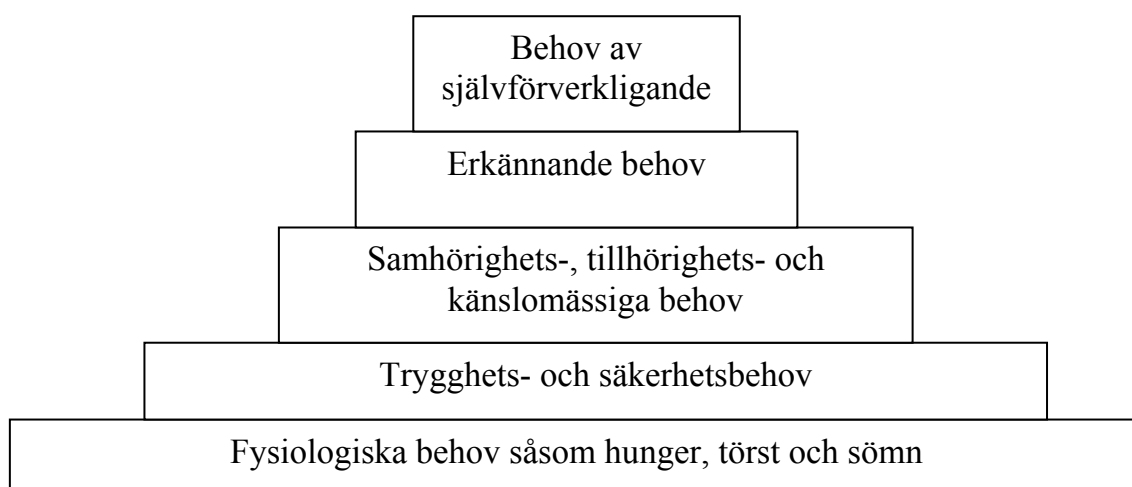 Behov av
självförverkligande
Erkännande behov
Samhörighets-, tillhörighets- och
känslomässiga behov
Trygghets- och säkerhetsbehov
Fysiologiska behov såsom hunger, törst och sömn